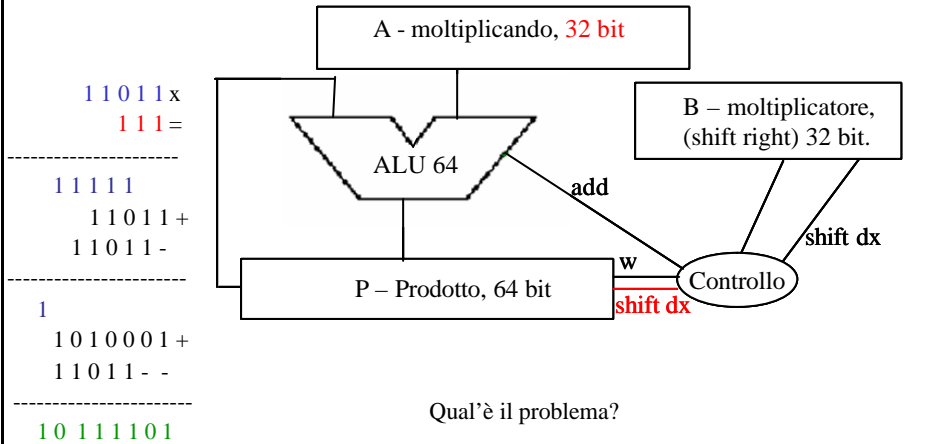 A - moltiplicando, 32 bit
1 1 0 1 1 x
1 1 1 =
------------------------
1 1 1 1 1
1 1 0 1 1 +
1 1 0 1 1 -
-------------------------
1
1 0 1 0 0 0 1 +
1 1 0 1 1 - -
-------------------------
1 0 1 1 1 1 0 1
B – moltiplicatore,
(shift right) 32 bit.
ALU 64
add
shift dx
w
Controllo
P – Prodotto, 64 bit
shift dx
Qual'è il problema?